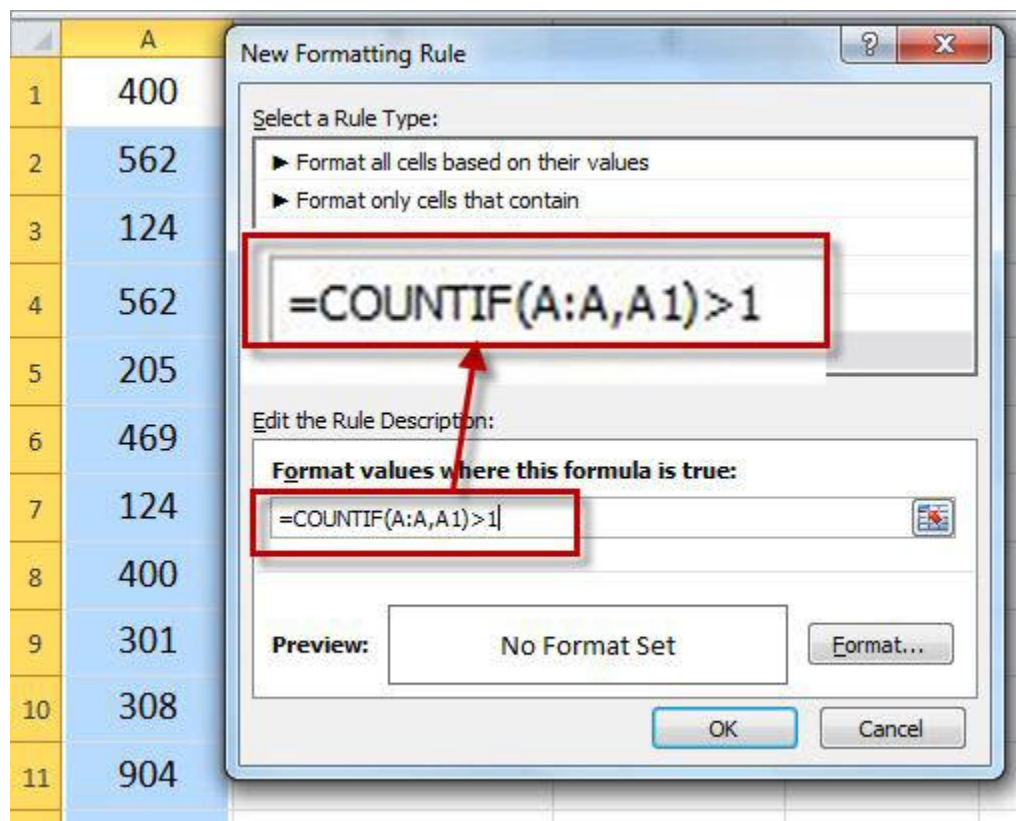 A
New Formatting Rule
?
X
1 400
2 562
3 124
4 562
5 205
6 469
7 124
8 400
9 301
10 308
11 904
Select a Rule Type:
► Format all cells based on their values
► Format only cells that contain
=COUNTIF(A:A,A1)>1
Edit the Rule Description:
Format values where this formula is true:
=COUNTIF(A:A,A1)>1
Preview: No Format Set Format...
OK Cancel